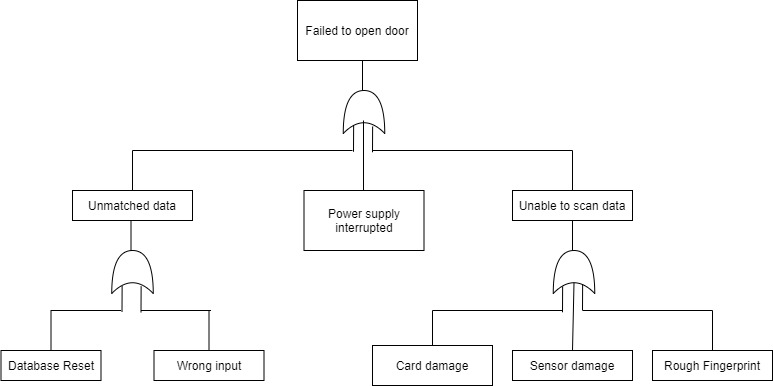 Failed to open door
Unmatched data
Power supply
interrupted
Unable to scan data
Database Reset
Wrong input
Card damage
Sensor damage
Rough Fingerprint